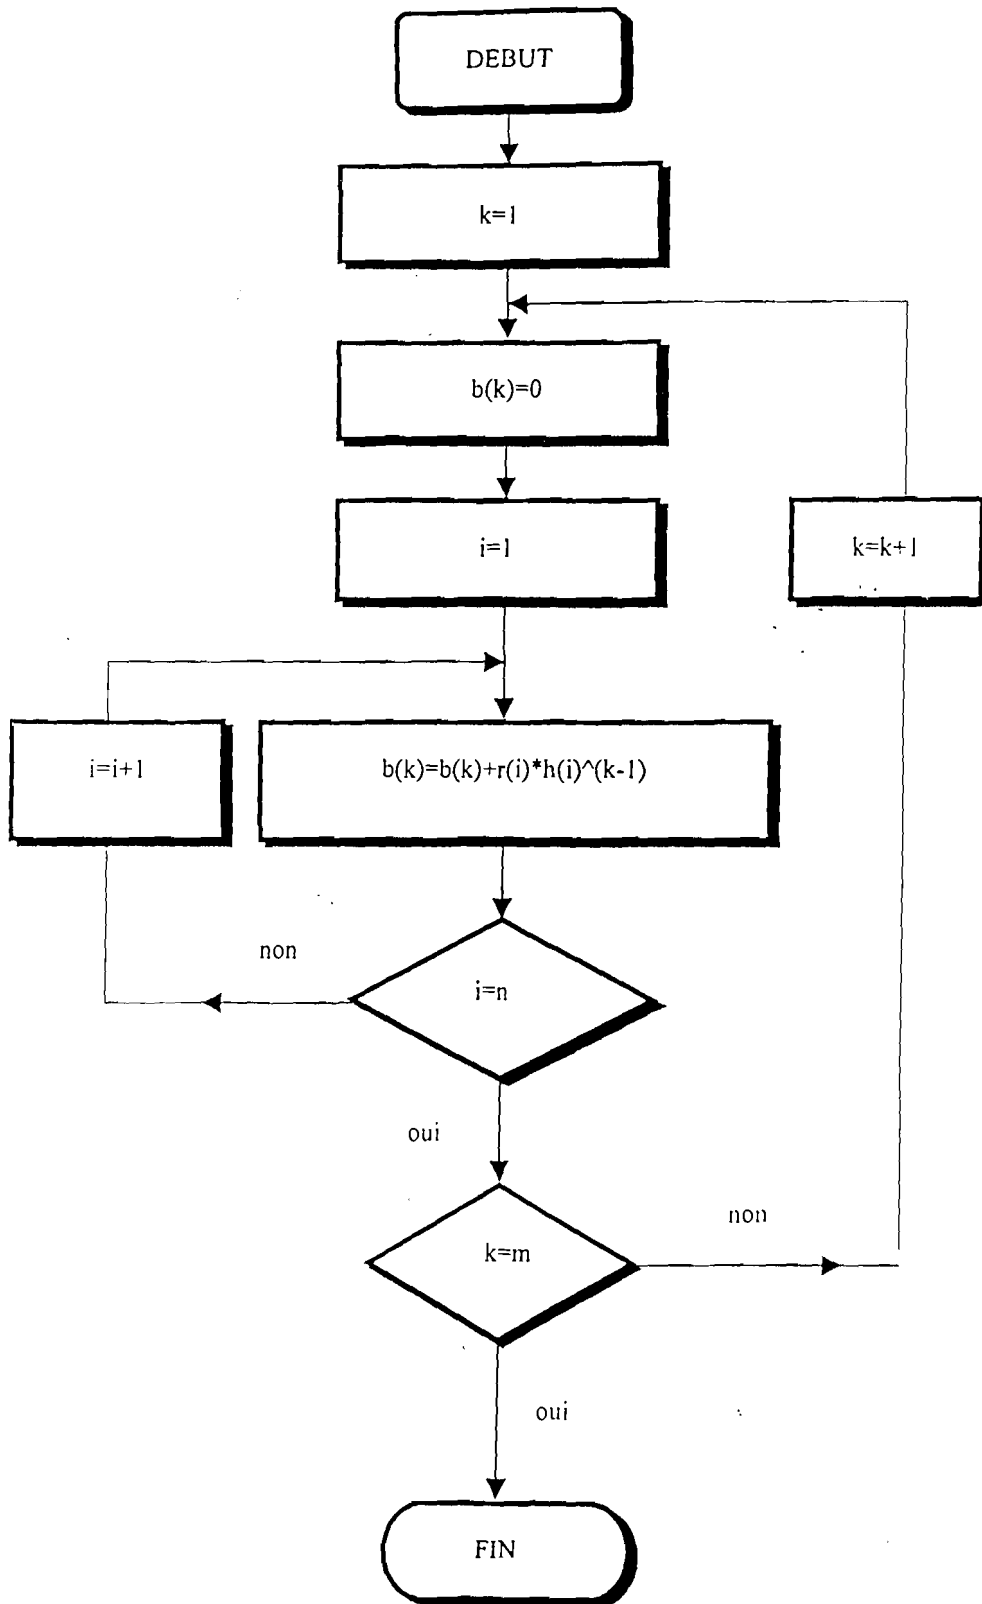 DEBUT
k=1
b(k)=0
i=1
k=k+1
i=i+1
b(k)=b(k)+r(i)*h(i)^(k-1)
non
i=n
oui
k=m
non
oui
FIN